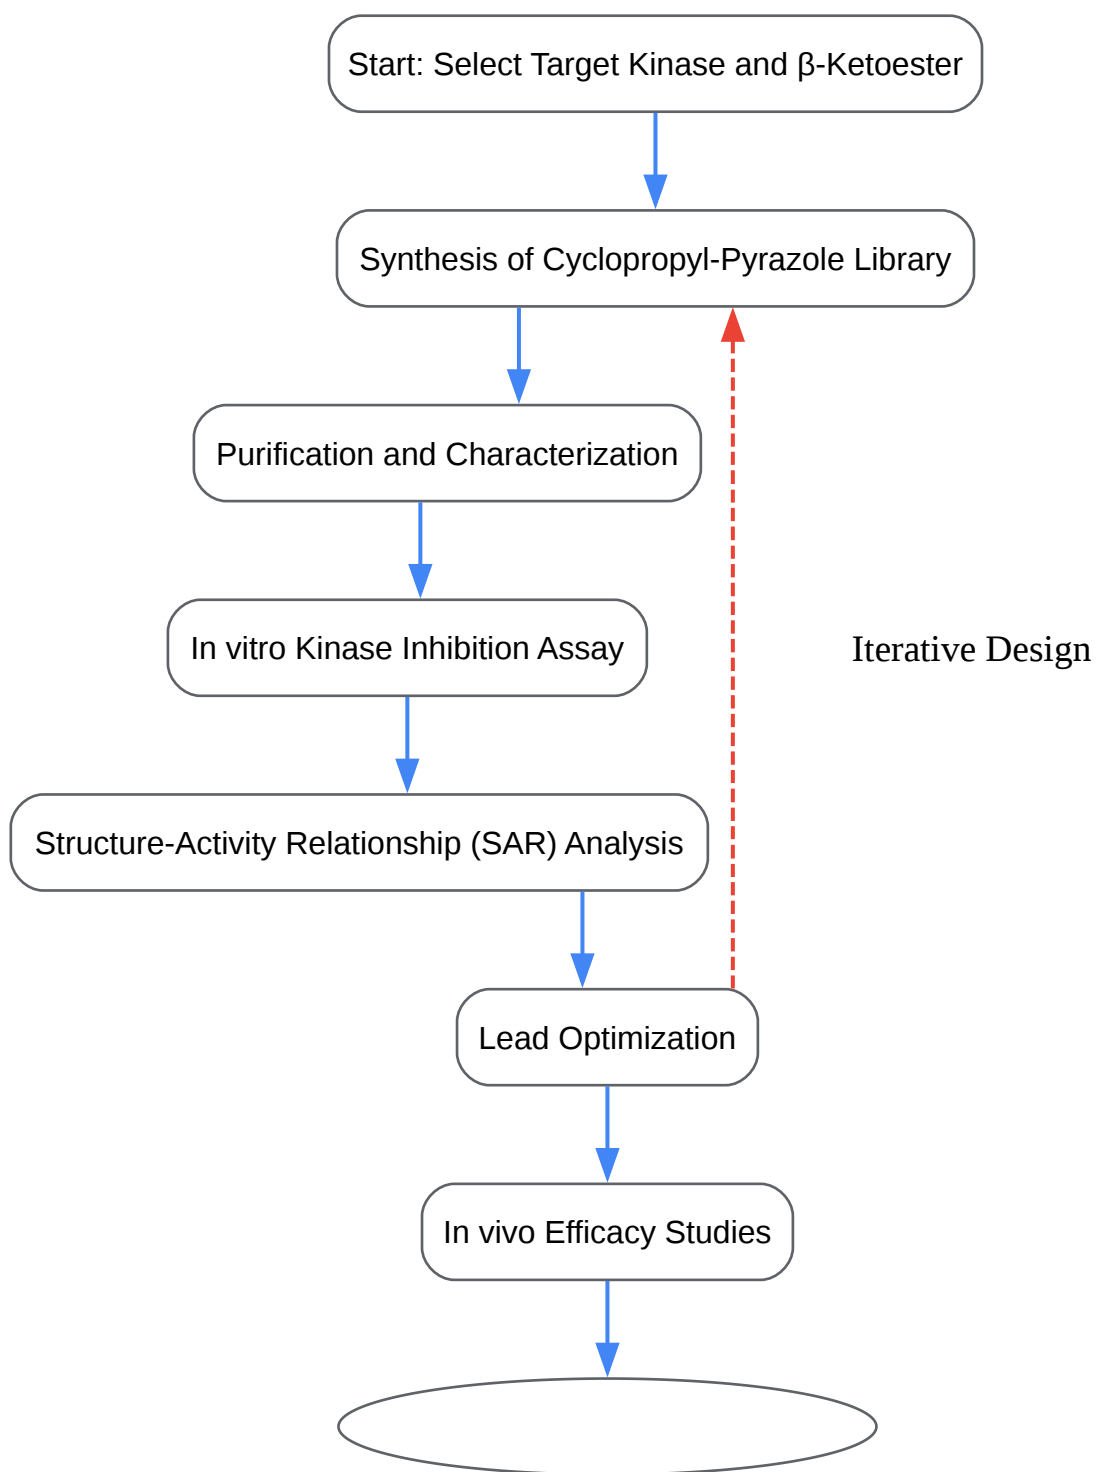 Start: Select Target Kinase and β-Ketoester
Synthesis of Cyclopropyl-Pyrazole Library
Purification and Characterization
In vitro Kinase Inhibition Assay
Iterative Design
Structure-Activity Relationship (SAR) Analysis
Lead Optimization
In vivo Efficacy Studies